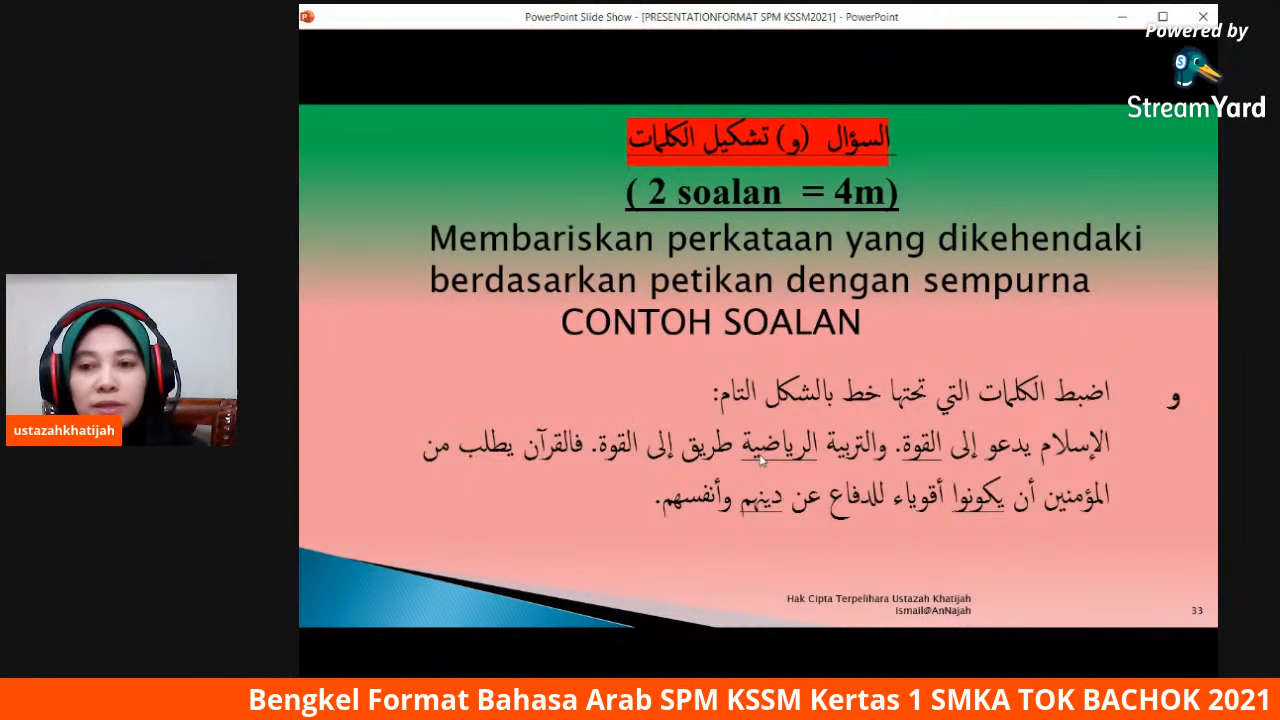 PowerPoint Slide Show - [PRESENTATIONFORMAT SPM KSSM2021] - PowerPoint
Powered by
StreamYard
السؤال (و) تشكيل الكلمات
( 2 soalan = 4m)
Membariskan perkataan yang dikehendaki
berdasarkan petikan dengan sempurna
CONTOH SOALAN
و اضبط الكلمات التي تحتها خط بالشكل التام:
الإسلام يدعو إلى القوة. والتربية الرياضية طريق إلى القوة. فالقرآن يطلب من
المؤمنين أن يكونوا أقوياء للدفاع عن دينهم وأنفسهم.
ustazahkhatijah
Hak Cipta Terpelihara Ustazah Khatijah
Ismail@AnNajah
33
Bengkel Format Bahasa Arab SPM KSSM Kertas 1 SMKA TOK BACHOK 2021